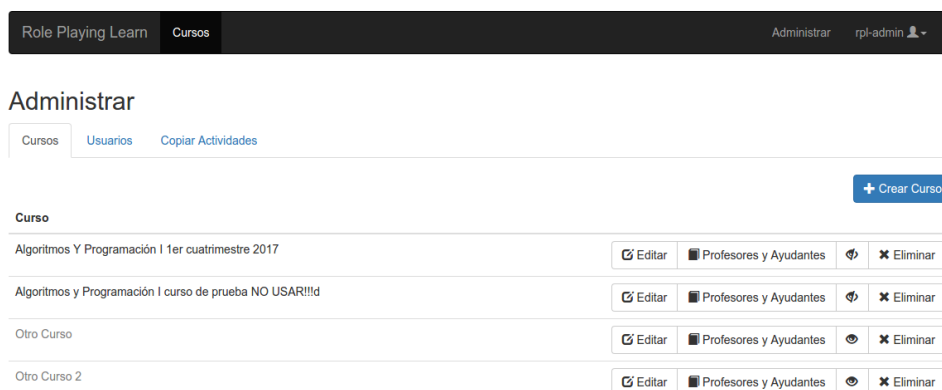 Role Playing Learn Cursos Administrar rpl-admin
Administrar
Cursos Usuarios Copiar Actividades
Crear Curso
Curso
Algoritmos Y Programación I 1er cuatrimestre 2017 Editar Profesores y Ayudantes Eliminar
Algoritmos y Programación I curso de prueba NO USAR!!!d Editar Profesores y Ayudantes Eliminar
Otro Curso Editar Profesores y Ayudantes Eliminar
Otro Curso 2 Editar Profesores y Ayudantes Eliminar